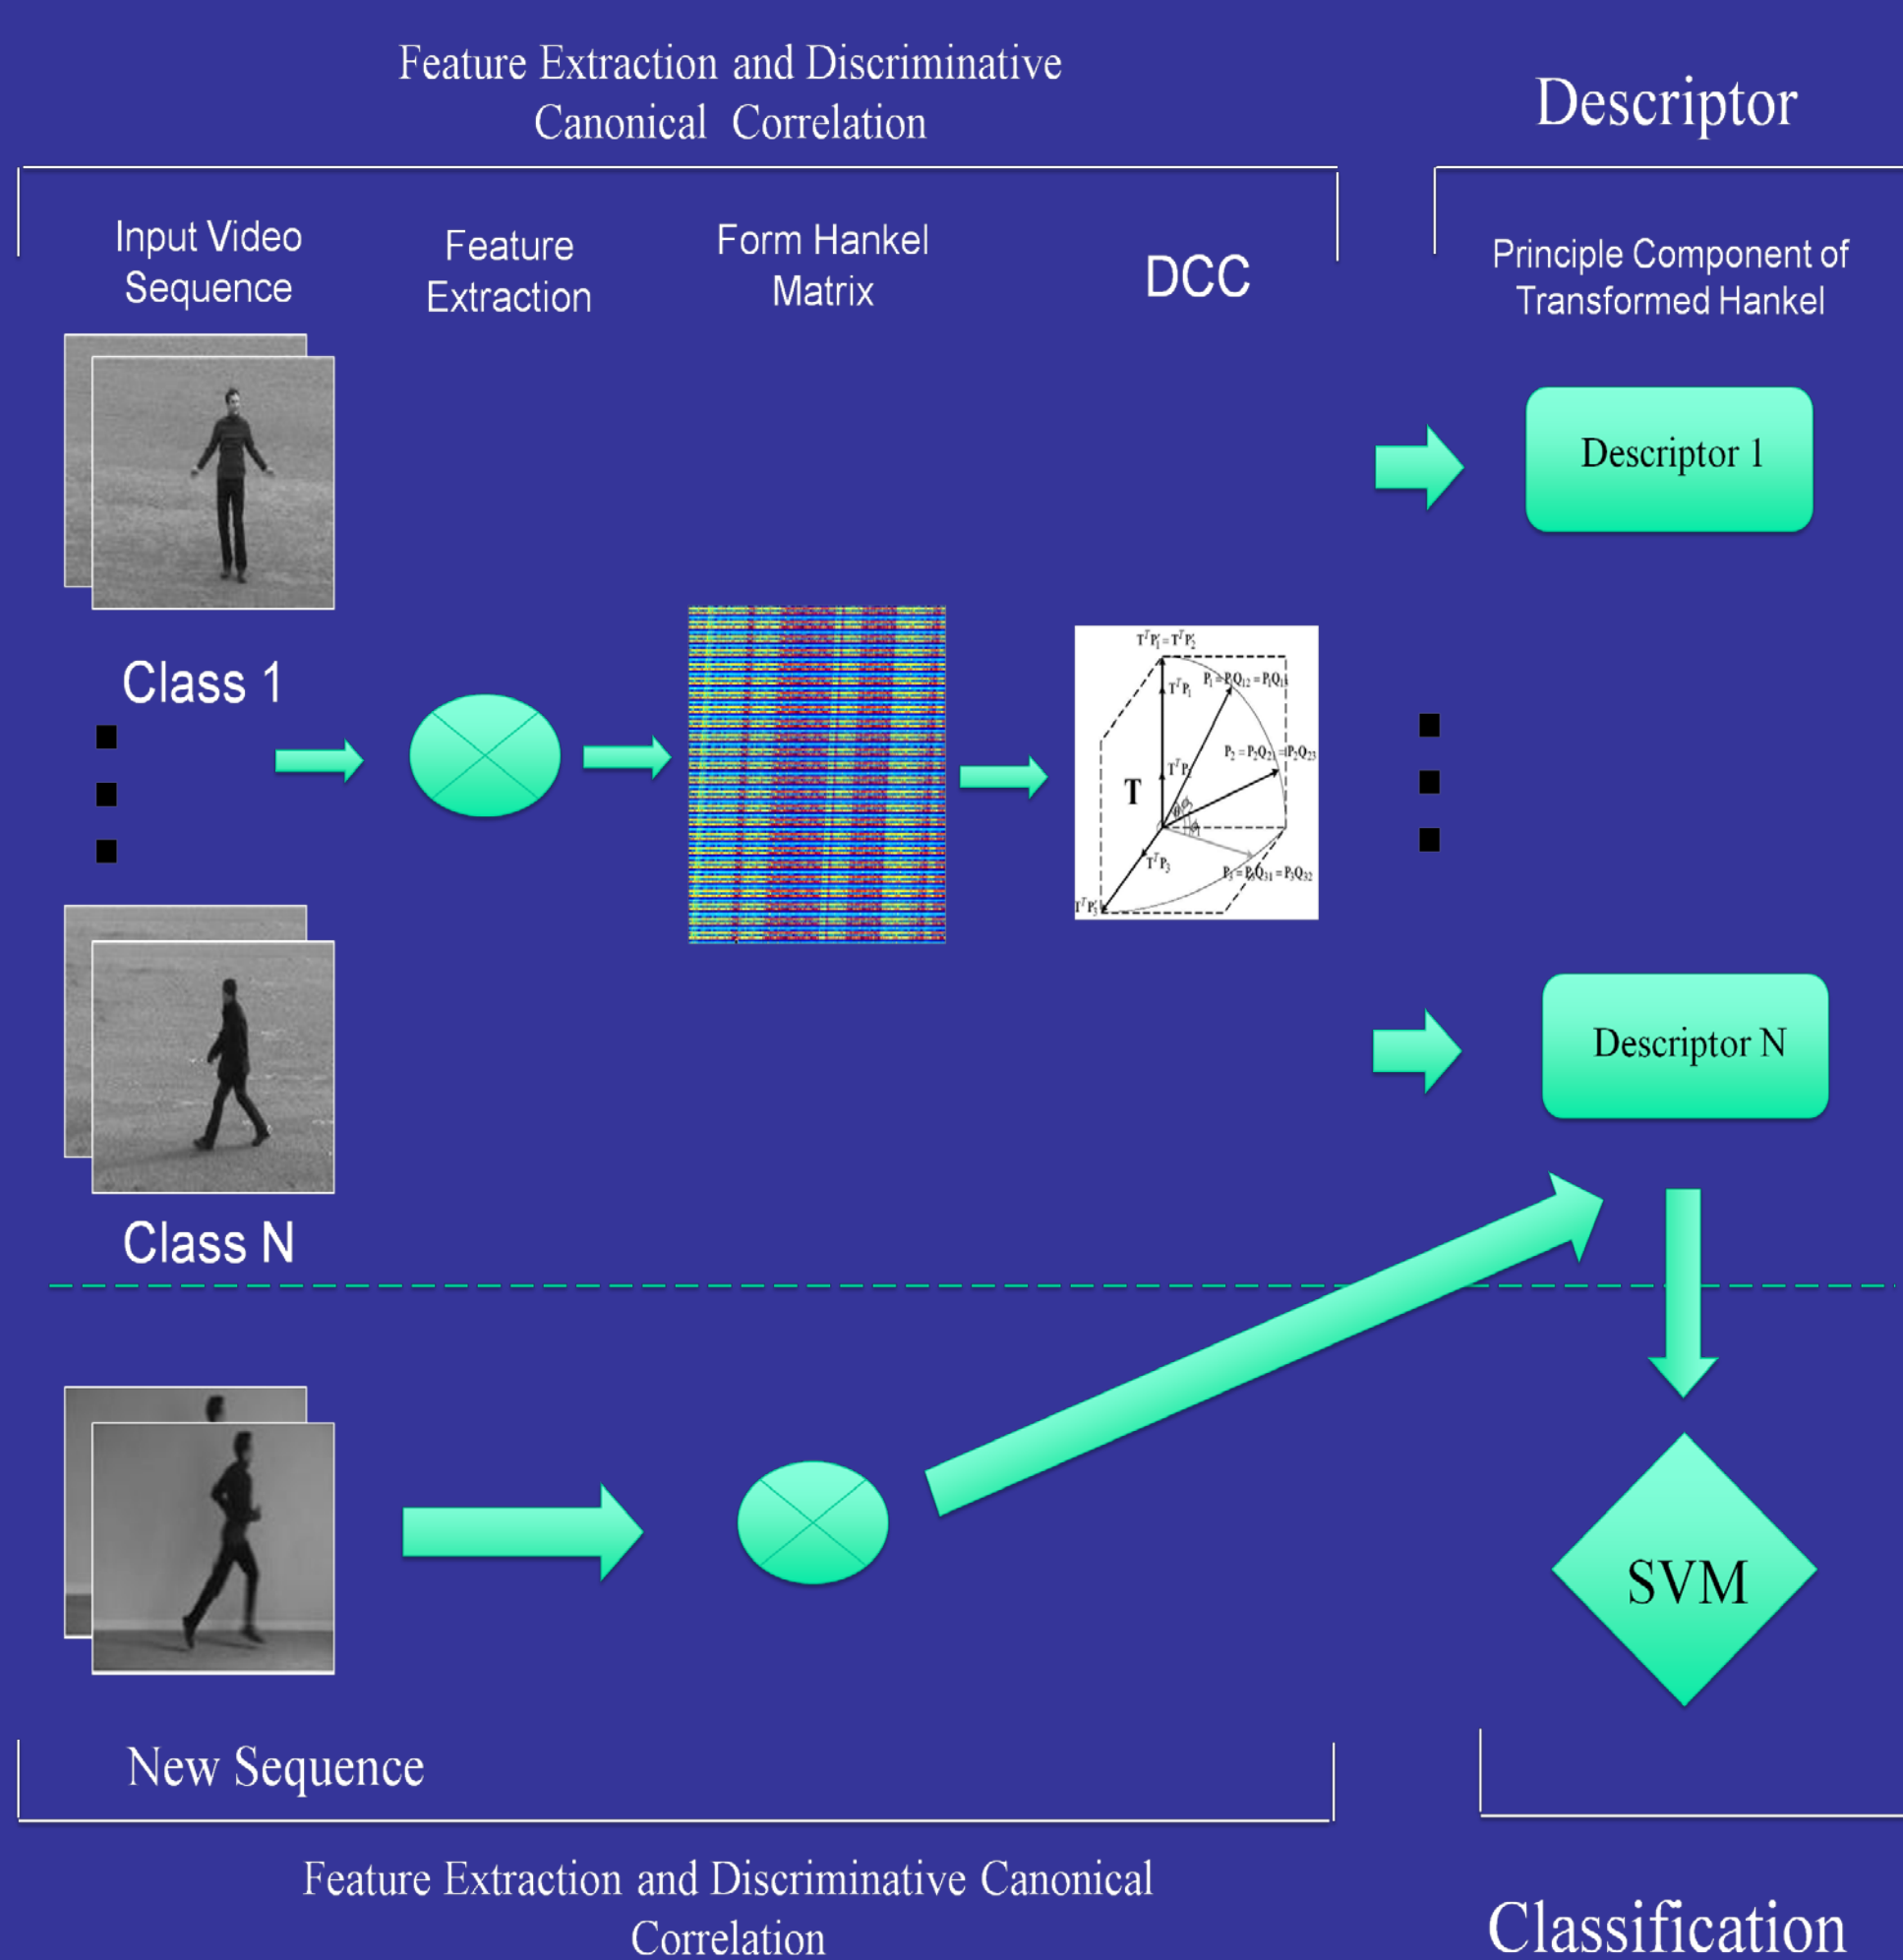 Feature Extraction and Discriminative
Canonical Correlation
Descriptor
Input Video
Sequence
Feature
Extraction
Form Hankel
Matrix
DCC
Principle Component of
Transformed Hankel
Descriptor 1
Class 1
T
Descriptor N
Class N
SVM
New Sequence
Feature Extraction and Discriminative Canonical
Correlation
Classification